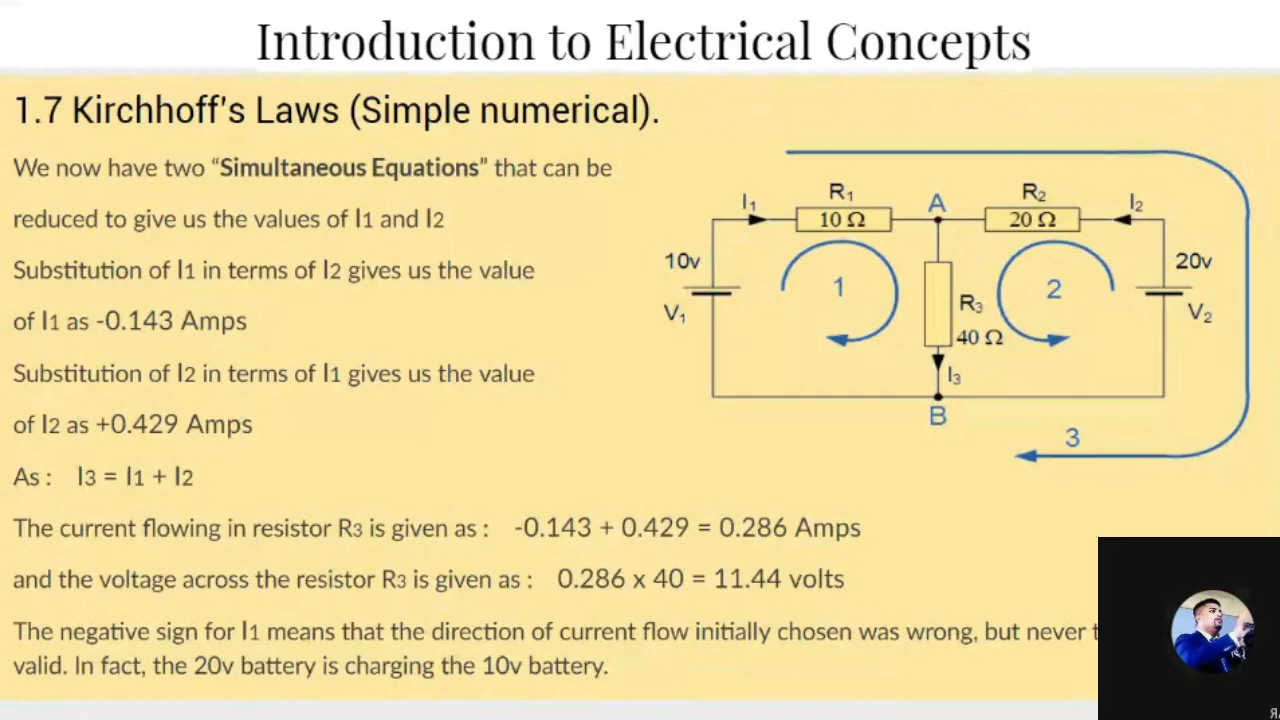 Introduction to Electrical Concepts
1.7 Kirchhoff's Laws (Simple numerical).
We now have two “Simultaneous Equations” that can be
reduced to give us the values of I1 and I2
Substitution of I1 in terms of I2 gives us the value
of I1 as -0.143 Amps
Substitution of I2 in terms of I1 gives us the value
of I2 as +0.429 Amps
As : I3 = I1 + I2
The current flowing in resistor R3 is given as : -0.143 + 0.429 = 0.286 Amps
and the voltage across the resistor R3 is given as : 0.286 x 40 = 11.44 volts
The negative sign for I1 means that the direction of current flow initially chosen was wrong, but never
valid. In fact, the 20v battery is charging the 10v battery.
I1
R1
10 Ω
A
R2
20 Ω
I2
10v
V1
1
R3
40 Ω
2
20v
V2
I3
B
3